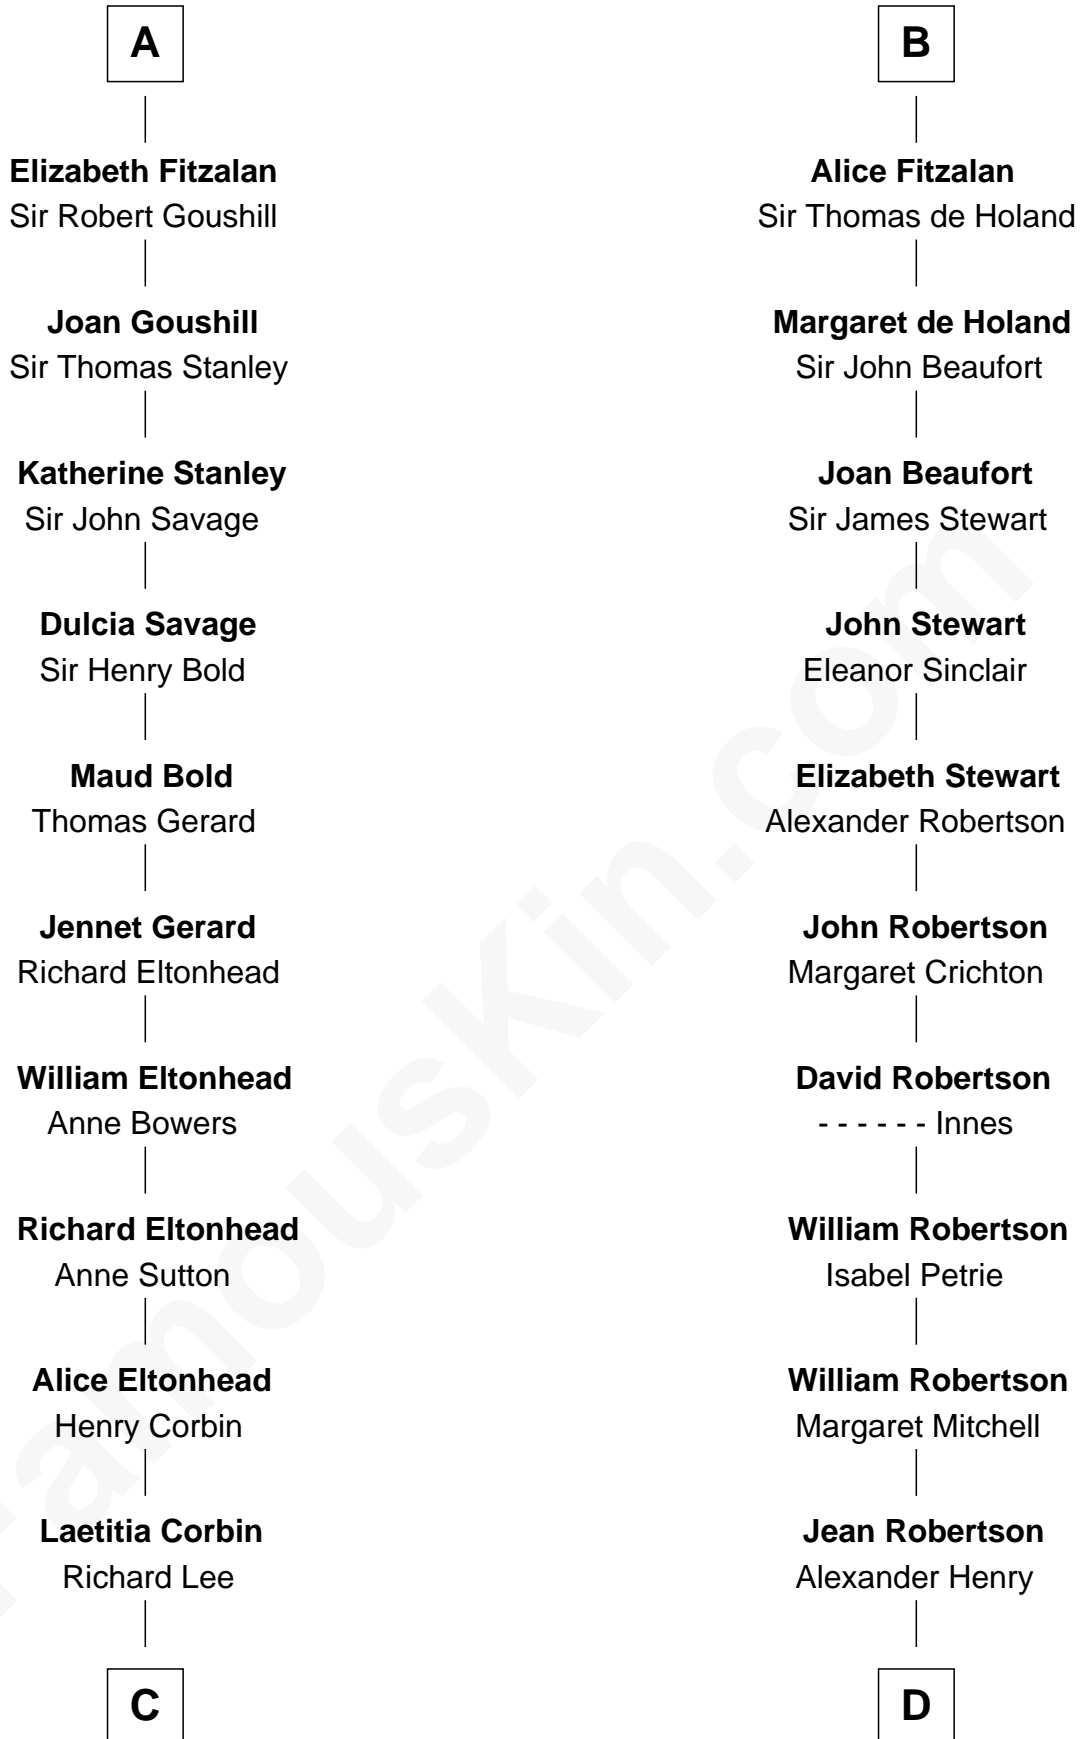 A
B
Elizabeth Fitzalan
Sir Robert Goushill
Alice Fitzalan
Sir Thomas de Holand
Joan Goushill
Sir Thomas Stanley
Margaret de Holand
Sir John Beaufort
Katherine Stanley
Sir John Savage
Joan Beaufort
Sir James Stewart
Dulcia Savage
Sir Henry Bold
John Stewart
Eleanor Sinclair
Maud Bold
Thomas Gerard
Elizabeth Stewart
Alexander Robertson
Jennet Gerard
Richard Eltonhead
John Robertson
Margaret Crichton
William Eltonhead
Anne Bowers
David Robertson
- - - - - - Innes
Richard Eltonhead
Anne Sutton
William Robertson
Isabel Petrie
Alice Eltonhead
Henry Corbin
William Robertson
Margaret Mitchell
Laetitia Corbin
Richard Lee
Jean Robertson
Alexander Henry
C
D
FamousKin.com